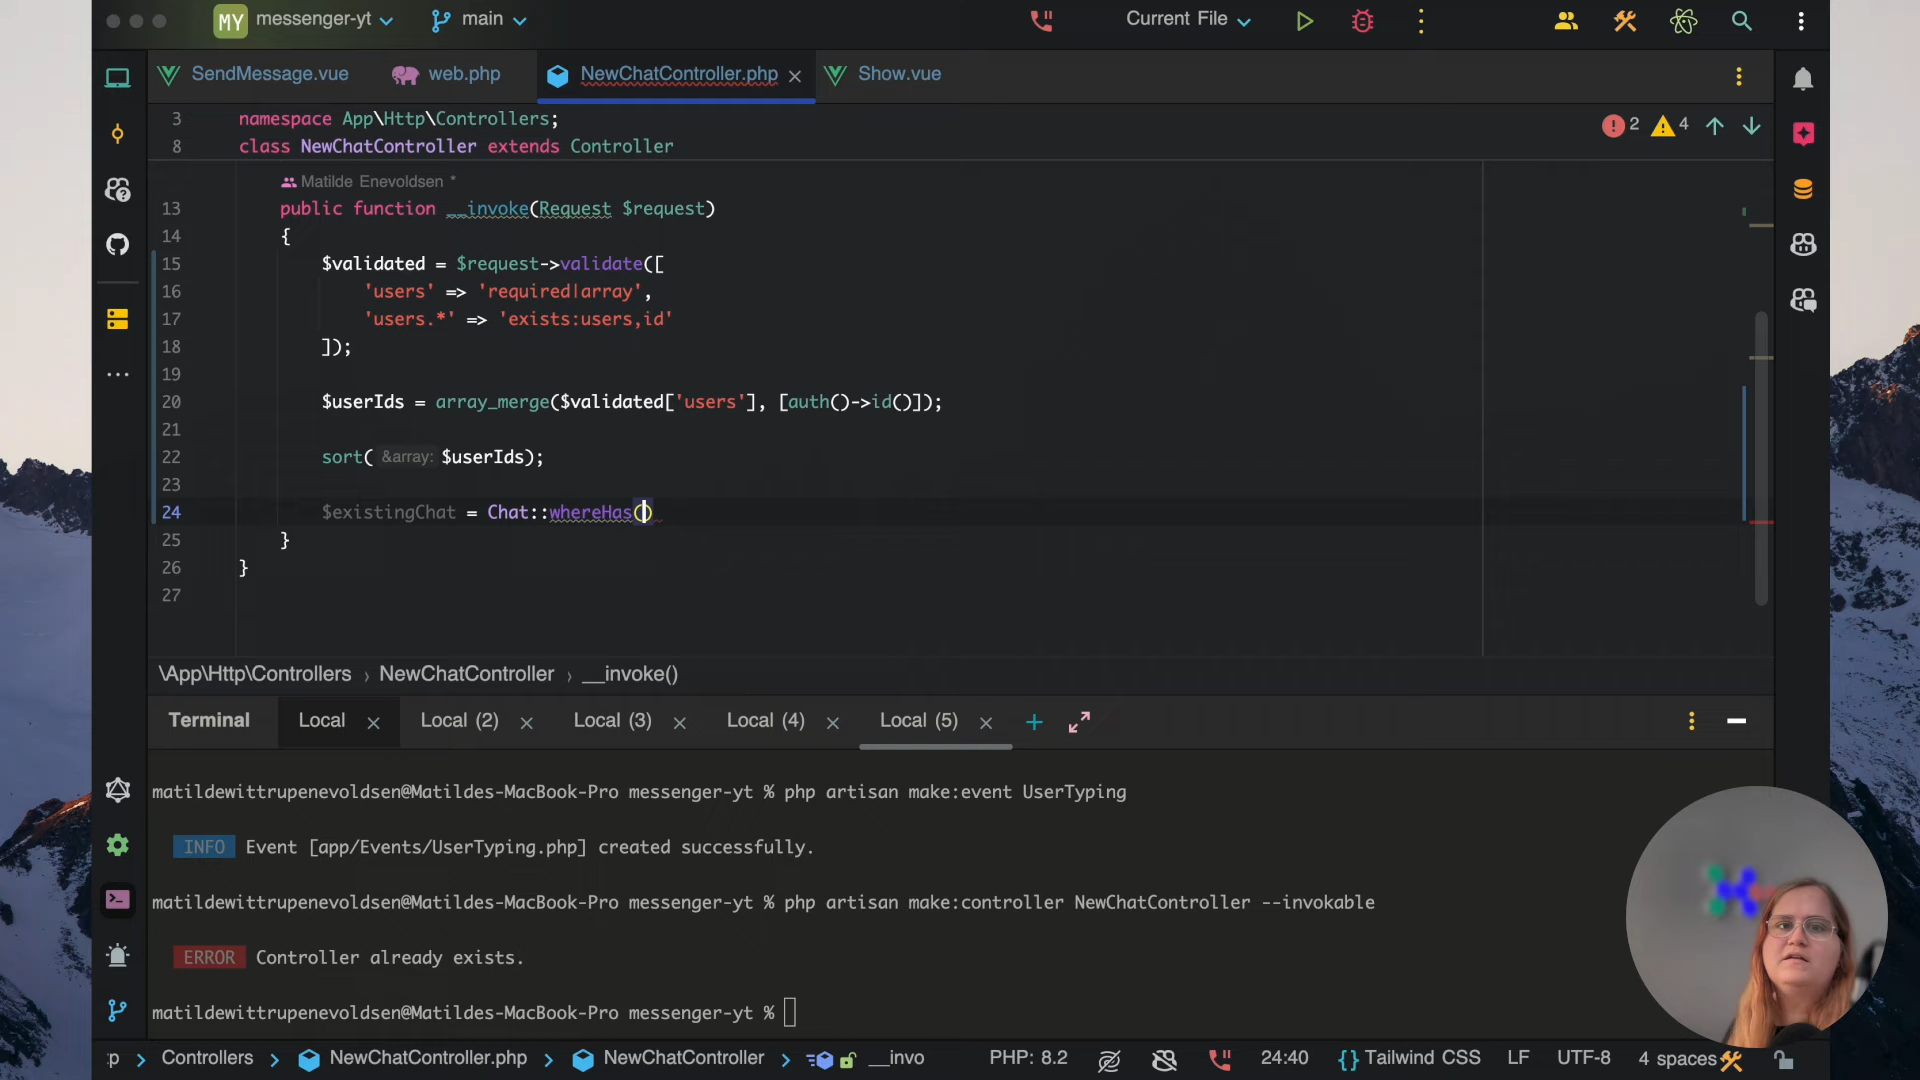 MY messenger-yt main Current File
SendMessage.vue web.php NewChatController.php Show.vue
3 namespace App\Http\Controllers;
8 class NewChatController extends Controller
2 4
Matilde Enevoldsen *
13 public function __invoke(Request $request)
14 {
15 $validated = $request->validate([
16 'users' => 'required|array',
17 'users.*' => 'exists:users,id'
18 ]);
19
20 $userIds = array_merge($validated['users'], [auth()->id()]);
21
22 sort( &array: $userIds);
23
24 $existingChat = Chat::whereHas()
25 }
26 }
27
\App\Http\Controllers › NewChatController › __invoke()
Terminal Local Local (2) Local (3) Local (4) Local (5)
matildewittrupenevoldsen@Matildes-MacBook-Pro messenger-yt % php artisan make:event UserTyping
INFO Event [app/Events/UserTyping.php] created successfully.
matildewittrupenevoldsen@Matildes-MacBook-Pro messenger-yt % php artisan make:controller NewChatController --invokable
ERROR Controller already exists.
matildewittrupenevoldsen@Matildes-MacBook-Pro messenger-yt %
p › Controllers › NewChatController.php › NewChatController › __invo PHP: 8.2 24:40 {} Tailwind CSS LF UTF-8 4 spaces